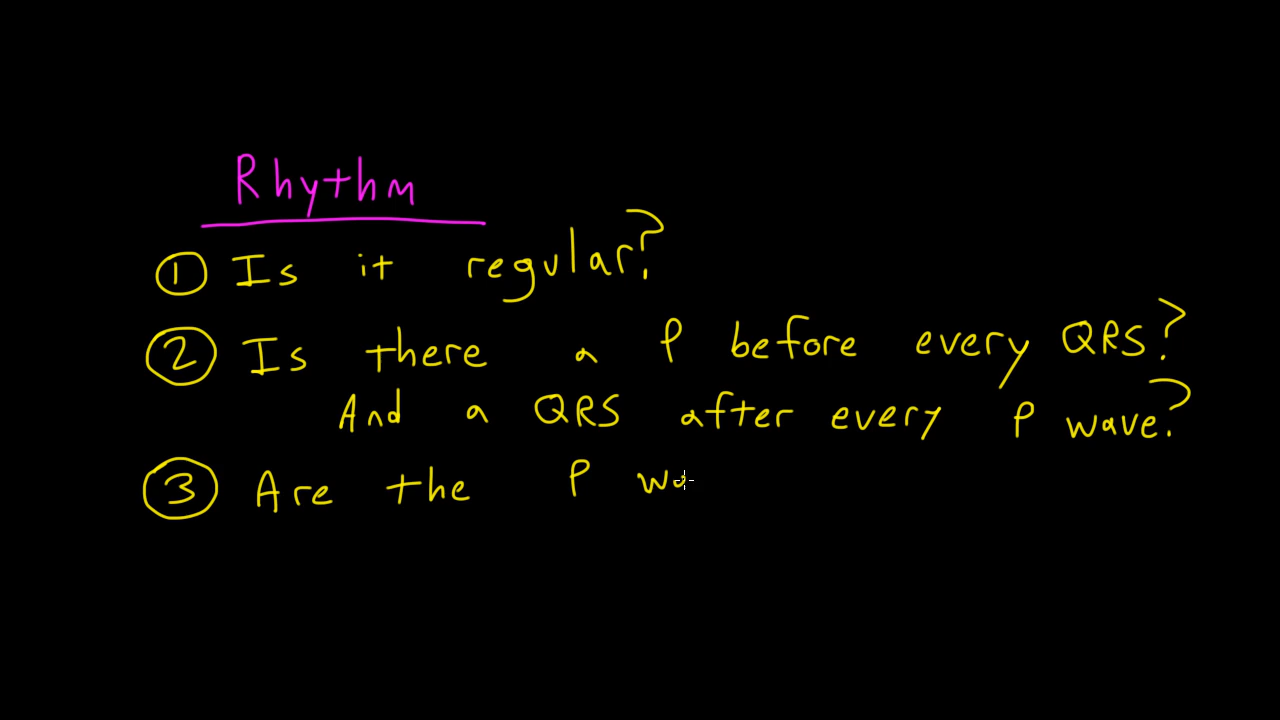 Rhythm
① Is it regular?
② Is there a P before every QRS?
And a QRS after every P wave?
③ Are the P wa